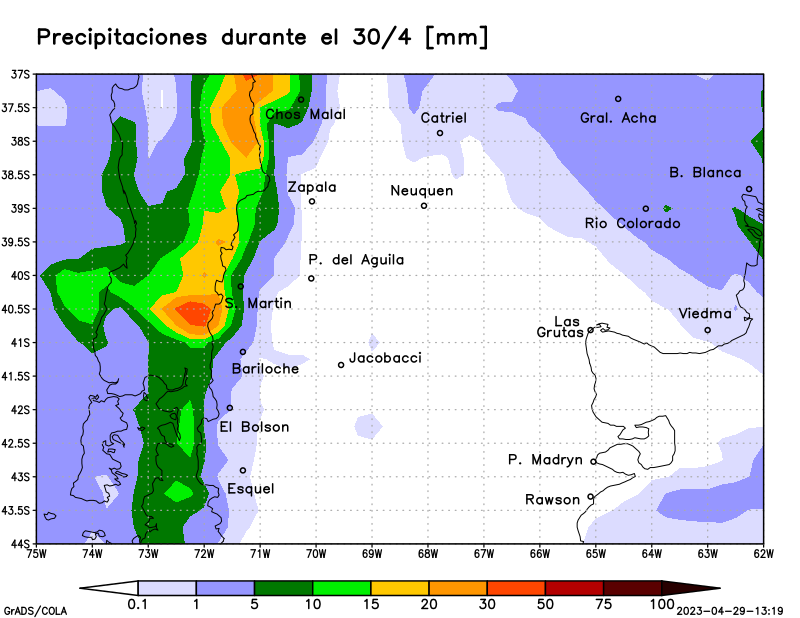 Precipitaciones durante el 30/4 [mm]
37S
37.5S
38S
38.5S
39S
39.5S
40S
40.5S
41S
41.5S
42S
42.5S
43S
43.5S
44S
Chos Malal
Catriel
Gral. Acha
B. Blanca
Zapala
Neuquen
Rio Colorado
P. del Aguila
S. Martin
Viedma
Las
Grutas
Bariloche
Jacobacci
El Bolson
P. Madryn
Esquel
Rawson
75W 74W 73W 72W 71W 70W 69W 68W 67W 66W 65W 64W 63W 62W
0.1 1 5 10 15 20 30 50 75 100
GrADS/COLA
2023-04-29-13:19